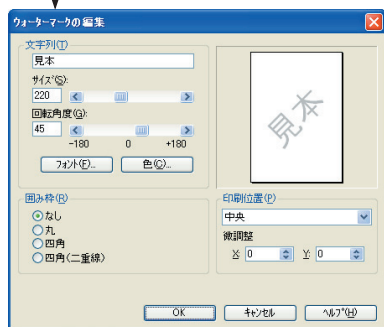 ウォーターマークの編集
文字列(T)
見本
サイズ(S):
220
回転角度(G):
45
-180 0 +180
フォント(F)... 色(C)...
囲み枠(R)
なし
丸
四角
四角(二重線)
見本
印刷位置(P)
中央
微調整
X 0 Y 0
OK キャンセル ヘルプ(H)